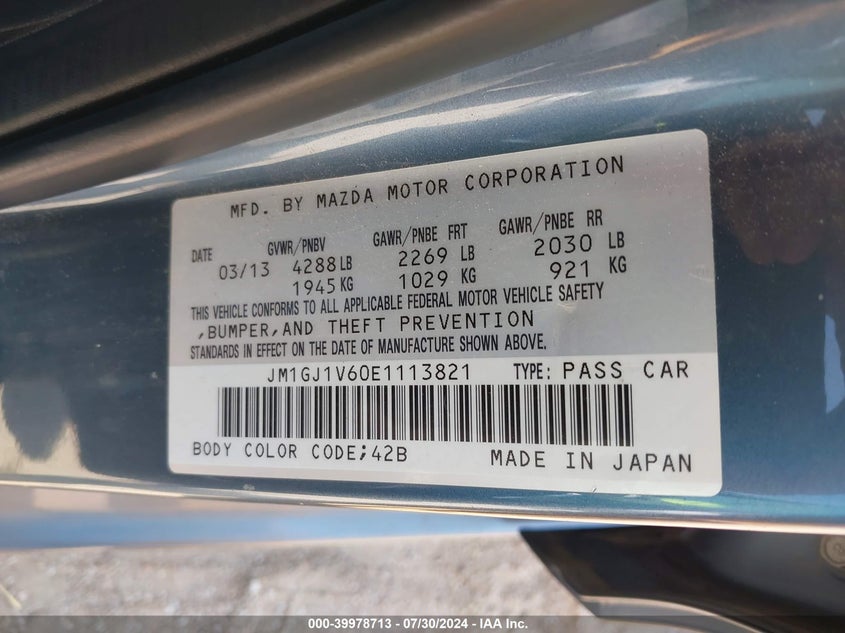 MFD. BY MAZDA MOTOR CORPORATION
DATE GVWR/PNBV GAWR/PNBE FRT GAWR/PNBE RR
03/13 4288 LB 2269 LB 2030 LB
1945 KG 1029 KG 921 KG
THIS VEHICLE CONFORMS TO ALL APPLICABLE FEDERAL MOTOR VEHICLE SAFETY
,BUMPER,AND THEFT PREVENTION
STANDARDS IN EFFECT ON THE DATE OF MANUFACTURE SHOWN ABOVE.
JM1GJ1V60E1113821 TYPE: PASS CAR
BODY COLOR CODE;42B MADE IN JAPAN
000-39978713 - 07/30/2024 - IAA Inc.